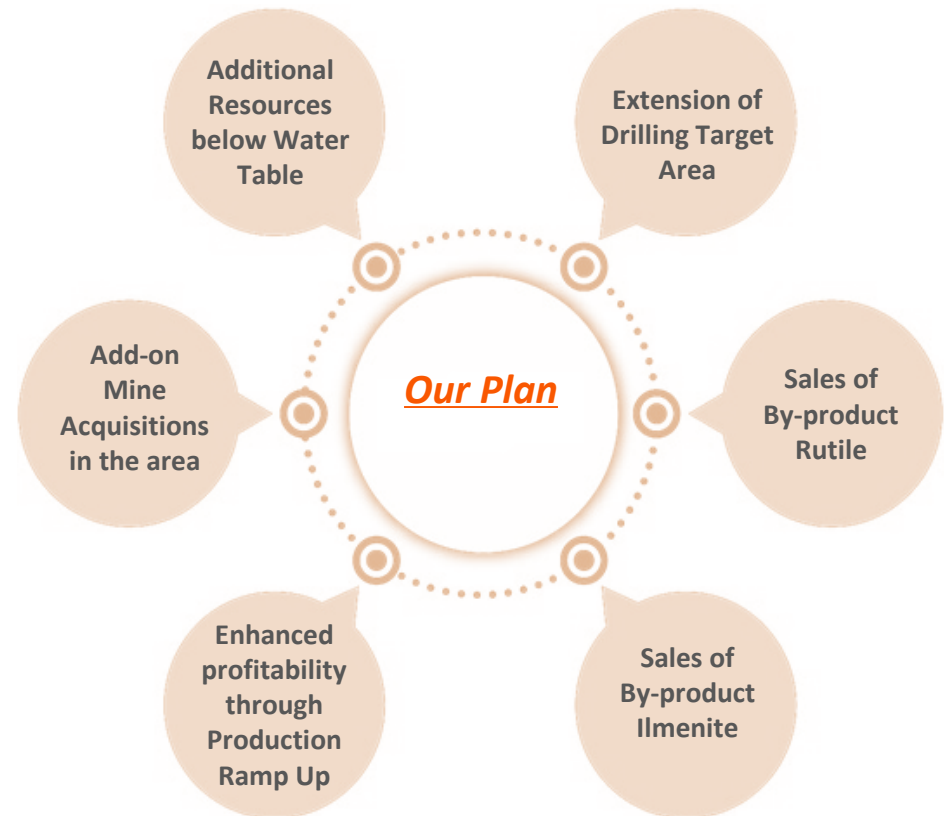 Additional
Resources
below Water
Table
Extension of
Drilling Target
Area
Add-on
Mine
Acquisitions
in the area
Our Plan
Sales of
By-product
Rutile
Enhanced
profitability
through
Production
Ramp Up
Sales of
By-product
Ilmenite